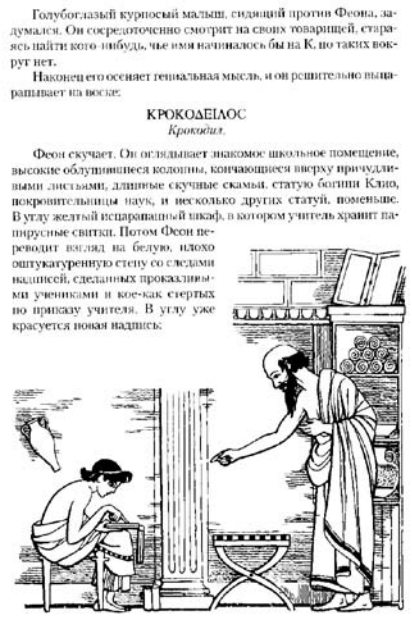 Голубоглазый курносый малыш, сидящий против Феона, за-
думался. Он сосредоточенно смотрит на своих товарищей, стара-
ясь найти кого-нибудь, чье имя начиналось бы на К, но таких вок-
руг нет.
Наконец его осеняет гениальная мысль, и он решительно выца-
рапывает на воске:
ΚΡΟΚΟΔΕΙΛΟΣ
Крокодил.
Феон скучает. Он оглядывает знакомое школьное помещение,
высокие облупившиеся колонны, кончающиеся вверху причудли-
выми листьями, длинные скучные скамьи, статую богини Клио,
покровительницы наук, и несколько других статуй, поменьше.
В углу желтый исцарапанный шкаф, в котором учитель хранит па-
пирусные свитки. Потом Феон пе-
реводит взгляд на белую, плохо
оштукатуренную стену со следами
надписей, сделанных проказливы-
ми учениками и кое-как стертых
по приказу учителя. В углу уже
красуется новая надпись: